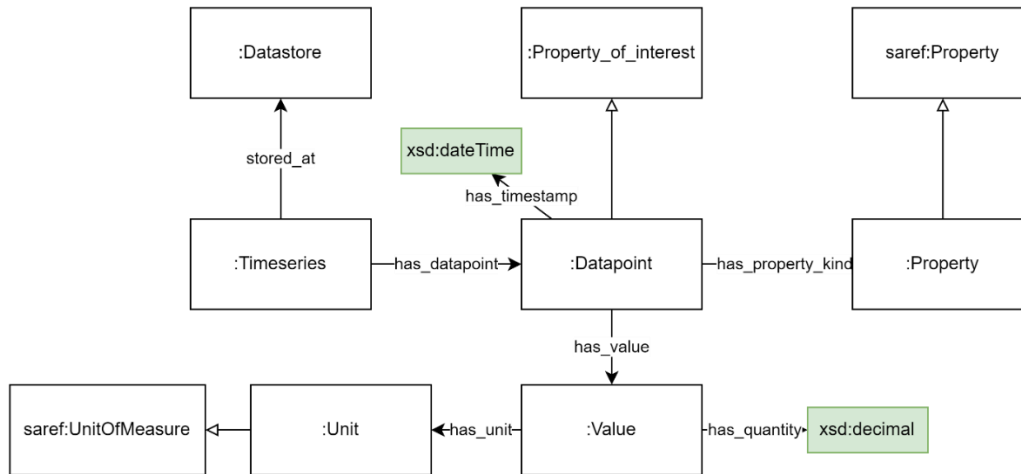 :Datastore
:Property_of_interest
saref:Property
xsd:dateTime
stored_at
has_timestamp
:Timeseries
has_datapoint
:Datapoint
has_property_kind
:Property
has_value
saref:UnitOfMeasure
:Unit
has_unit
:Value
has_quantity
xsd:decimal